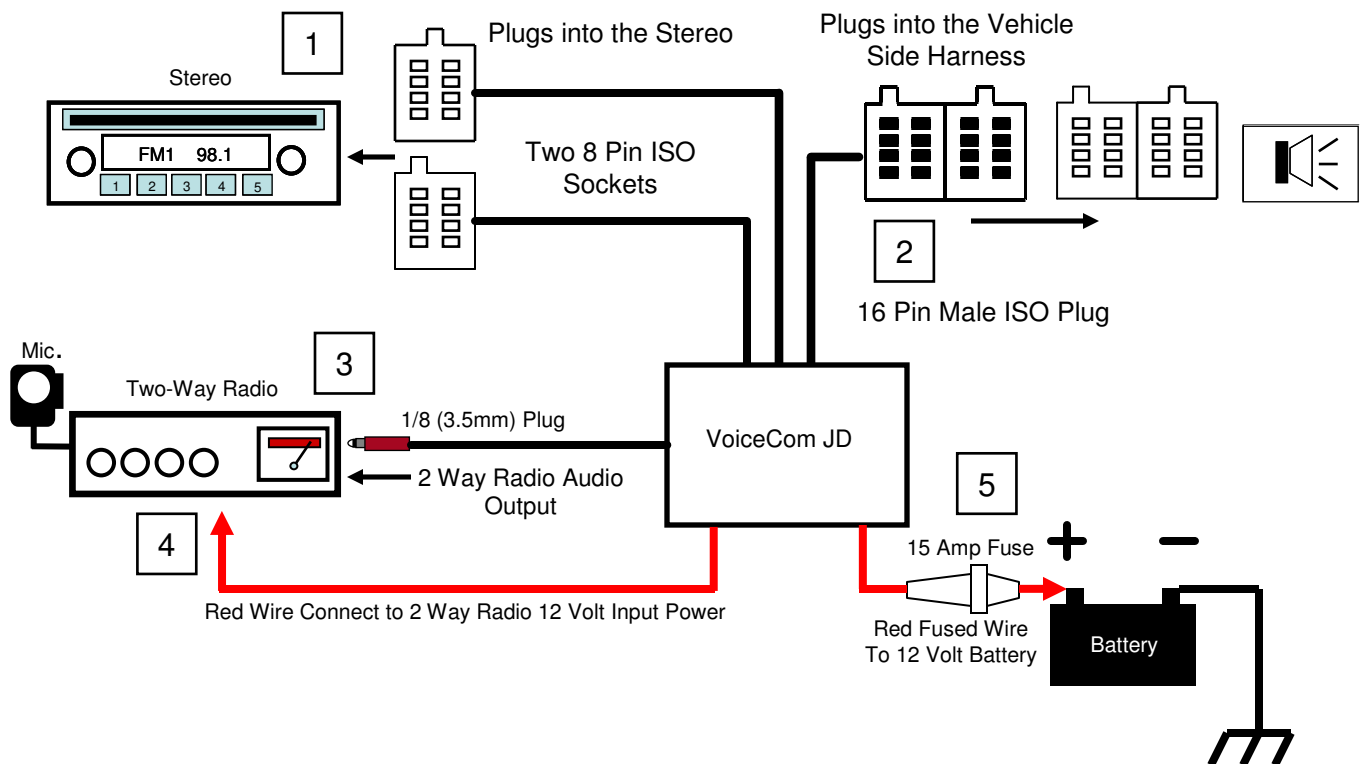 1
Plugs into the Stereo
Plugs into the Vehicle
Side Harness
Stereo
FM1 98.1
1 2 3 4 5
Two 8 Pin ISO
Sockets
2
16 Pin Male ISO Plug
Mic.
Two-Way Radio
3
1/8 (3.5mm) Plug
2 Way Radio Audio
Output
VoiceCom JD
4
Red Wire Connect to 2 Way Radio 12 Volt Input Power
5
15 Amp Fuse
+ −
Red Fused Wire
To 12 Volt Battery
Battery